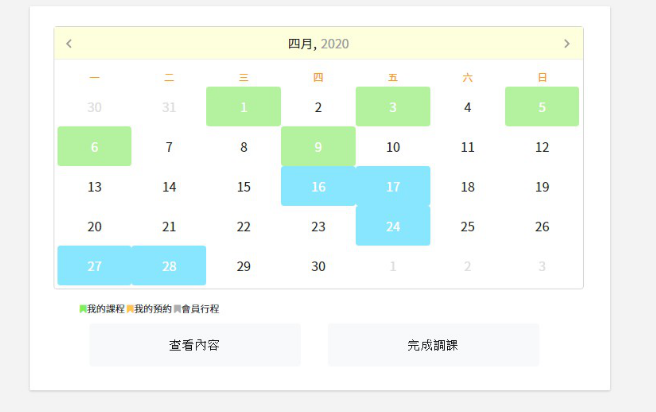 四月, 2020
一 二 三 四 五 六 日
30 31 1 2 3 4 5
6 7 8 9 10 11 12
13 14 15 16 17 18 19
20 21 22 23 24 25 26
27 28 29 30 1 2 3
我的課程 我的預約 會員行程
查看內容 完成調課